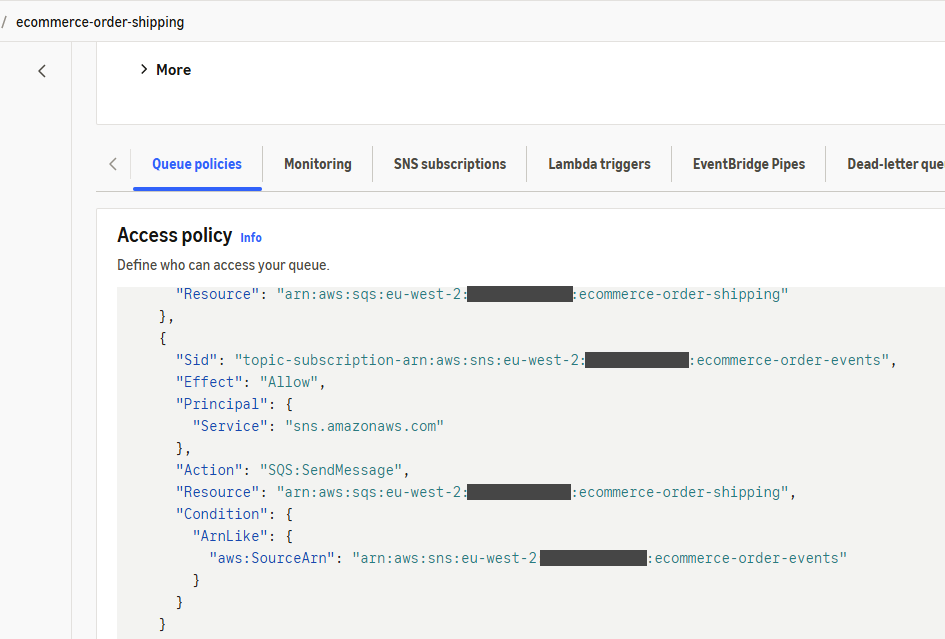 / ecommerce-order-shipping
More
Queue policies Monitoring SNS subscriptions Lambda triggers EventBridge Pipes Dead-letter que
Access policy Info
Define who can access your queue.
"Resource": "arn:aws:sqs:eu-west-2::ecommerce-order-shipping"
},
{
"Sid": "topic-subscription-arn:aws:sns:eu-west-2::ecommerce-order-events",
"Effect": "Allow",
"Principal": {
"Service": "sns.amazonaws.com"
},
"Action": "SQS:SendMessage",
"Resource": "arn:aws:sqs:eu-west-2::ecommerce-order-shipping",
"Condition": {
"ArnLike": {
"aws:SourceArn": "arn:aws:sns:eu-west-2:ecommerce-order-events"
}
}
}